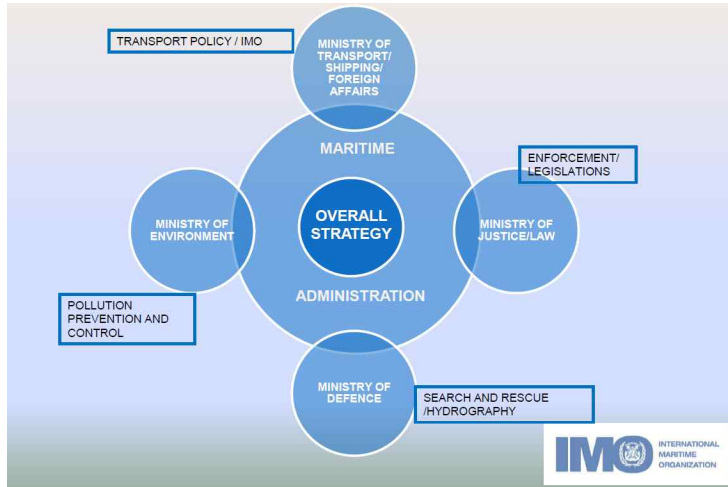 TRANSPORT POLICY / IMO
MINISTRY OF
TRANSPORT/
SHIPPING/
FOREIGN
AFFAIRS
MARITIME
ENFORCEMENT/
LEGISLATIONS
MINISTRY OF
ENVIRONMENT
OVERALL
STRATEGY
MINISTRY OF
JUSTICE/LAW
ADMINISTRATION
POLLUTION
PREVENTION AND
CONTROL
MINISTRY OF
DEFENCE
SEARCH AND RESCUE
/HYDROGRAPHY
IMO
INTERNATIONAL
MARITIME
ORGANIZATION